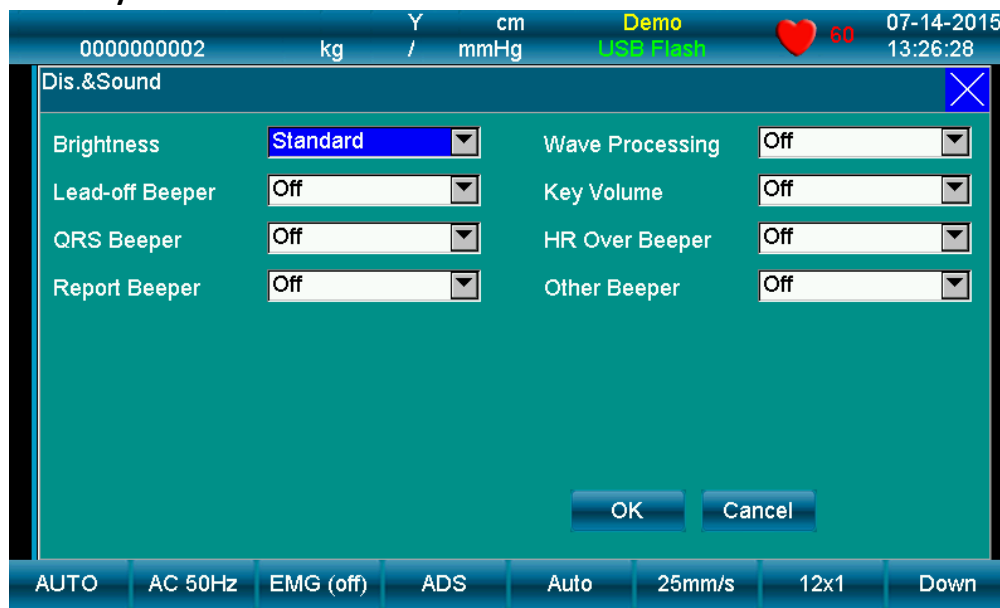 Y cm Demo 60 07-14-2015
0000000002 kg / mmHg USB Flash 13:26:28
Dis.&Sound
Brightness Standard Wave Processing Off
Lead-off Beeper Off Key Volume Off
QRS Beeper Off HR Over Beeper Off
Report Beeper Off Other Beeper Off
OK Cancel
AUTO AC 50Hz EMG (off) ADS Auto 25mm/s 12x1 Down